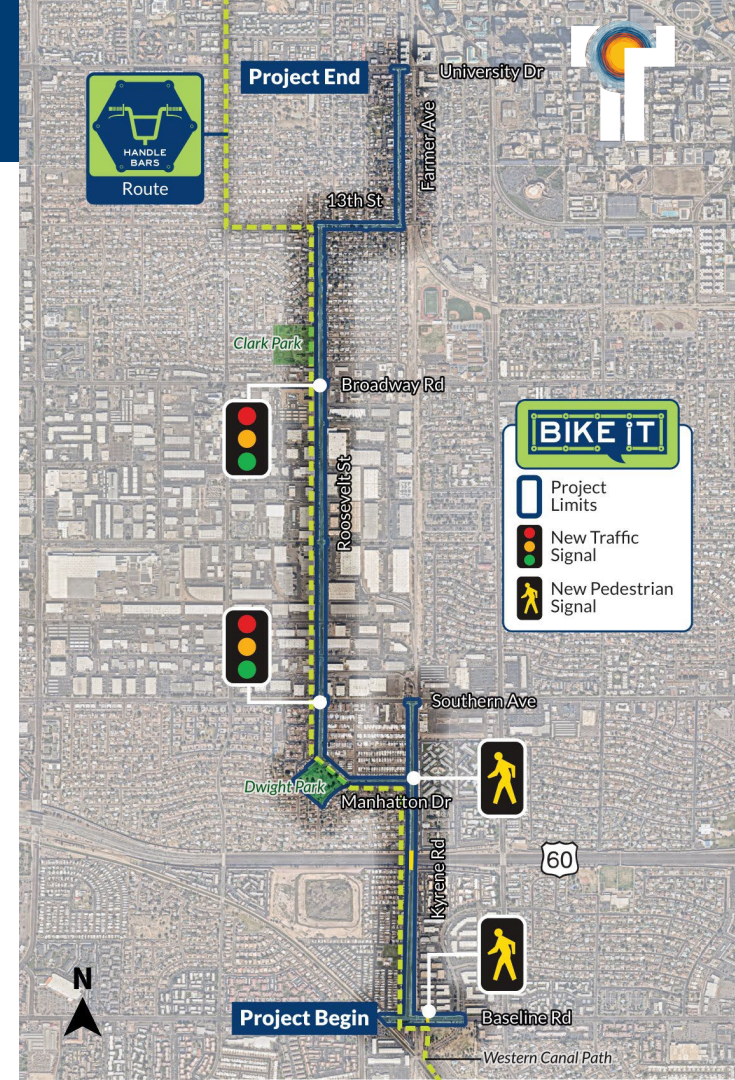 Project End
University Dr
HANDLE
BARS
Route
Farmer Ave
13th St
Clark Park
Broadway Rd
BIKE iT
Project
Limits
New Traffic
Signal
New Pedestrian
Signal
Roosevelt St
Southern Ave
Dwight Park
Manhatton Dr
60
Kyrene Rd
N
Project Begin
Baseline Rd
Western Canal Path